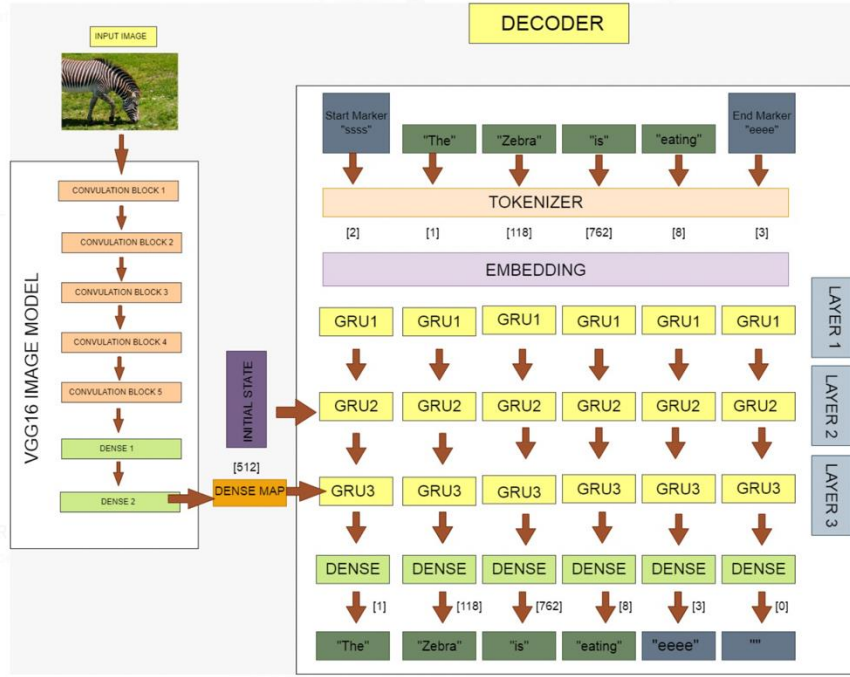 DECODER
INPUT IMAGE
VGG16 IMAGE MODEL
CONVULATION BLOCK 1
CONVULATION BLOCK 2
CONVULATION BLOCK 3
CONVULATION BLOCK 4
CONVULATION BLOCK 5
DENSE 1
DENSE 2
INITIAL STATE
[512]
DENSE MAP
Start Marker
"ssss"
"The"
"Zebra"
"is"
"eating"
End Marker
"eeee"
TOKENIZER
[2] [1] [118] [762] [8] [3]
EMBEDDING
GRU1 GRU1 GRU1 GRU1 GRU1 GRU1
LAYER 1
GRU2 GRU2 GRU2 GRU2 GRU2 GRU2
LAYER 2
GRU3 GRU3 GRU3 GRU3 GRU3 GRU3
LAYER 3
DENSE DENSE DENSE DENSE DENSE DENSE
[1] [118] [762] [8] [3] [0]
"The" "Zebra" "is" "eating" "eeee" ""